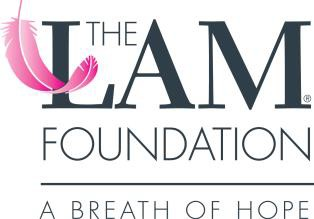 THE
LAM®
FOUNDATION
A BREATH OF HOPE